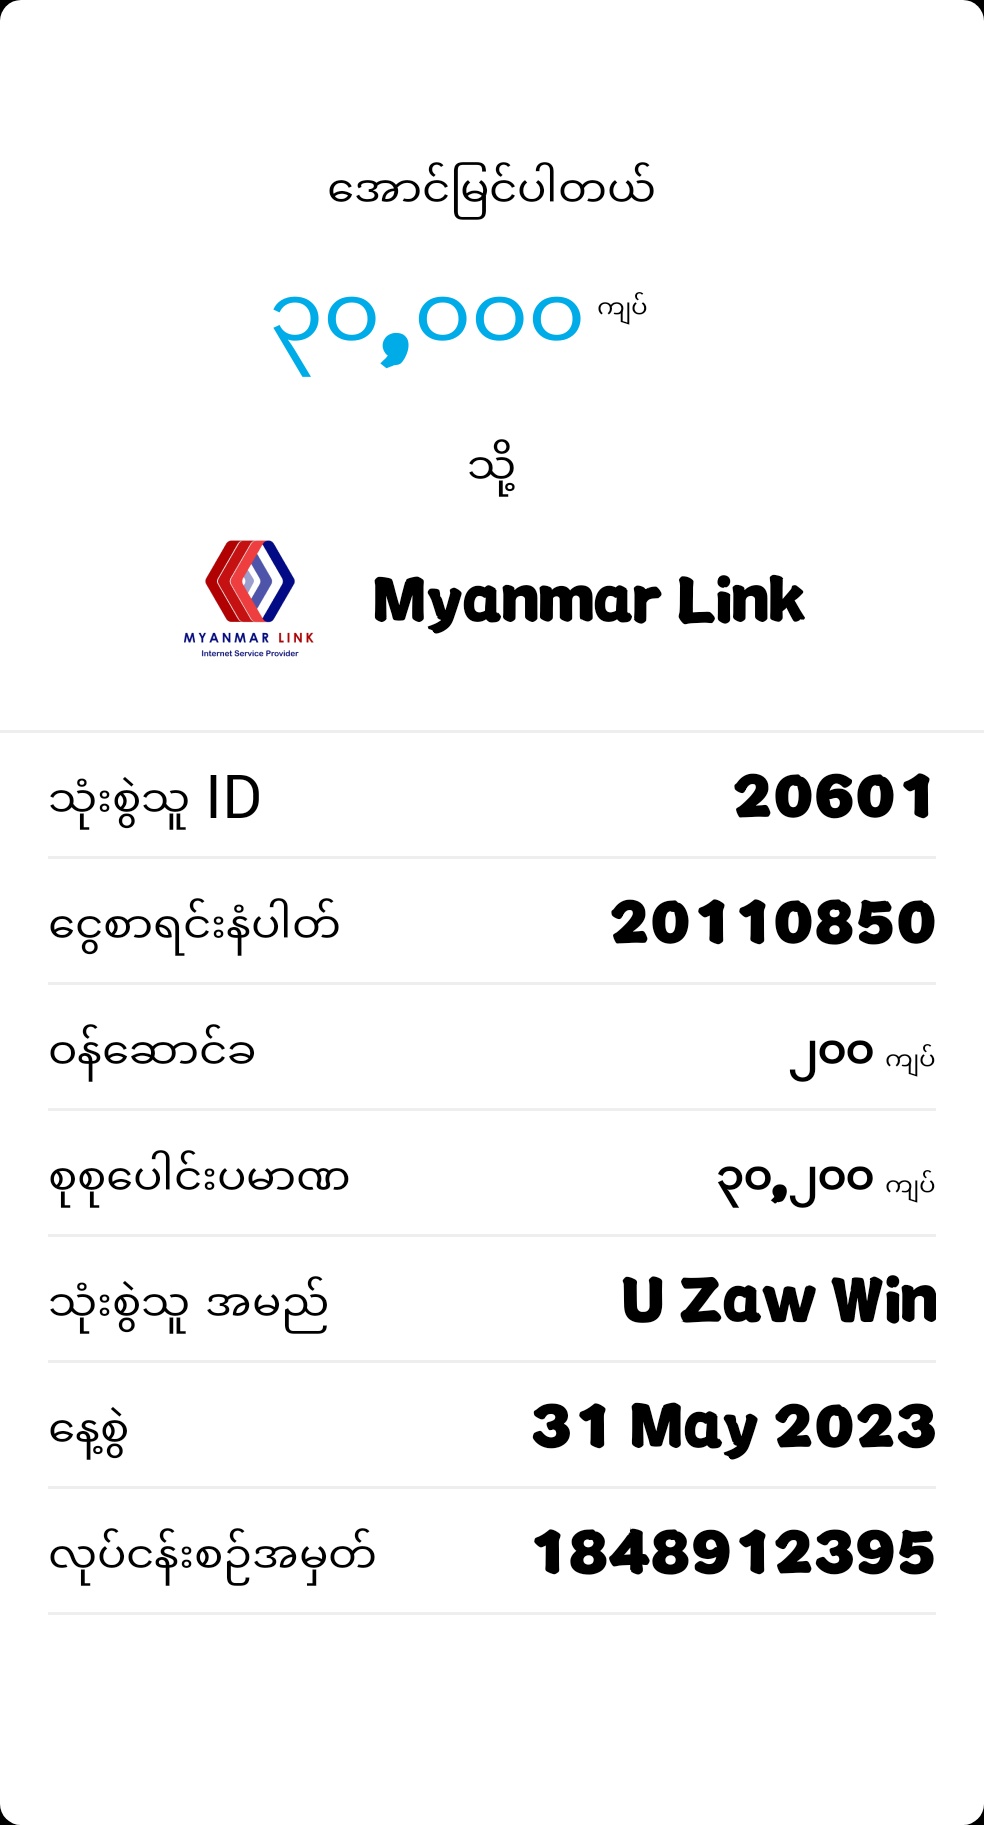 အောင်မြင်ပါတယ်
၃၀,၀၀၀ ကျပ်
သို့
MYANMAR LINK
Internet Service Provider
Myanmar Link
သုံးစွဲသူ ID 20601
ငွေစာရင်းနံပါတ် 20110850
ဝန်ဆောင်ခ ၂၀၀ ကျပ်
စုစုပေါင်းပမာဏ ၃၀,၂၀၀ ကျပ်
သုံးစွဲသူ အမည် U Zaw Win
နေ့စွဲ 31 May 2023
လုပ်ငန်းစဉ်အမှတ် 1848912395